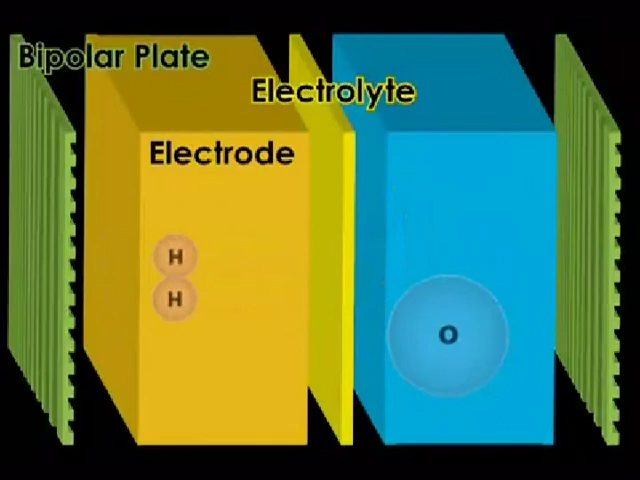 Bipolar Plate
Electrolyte
Electrode
H
H
O